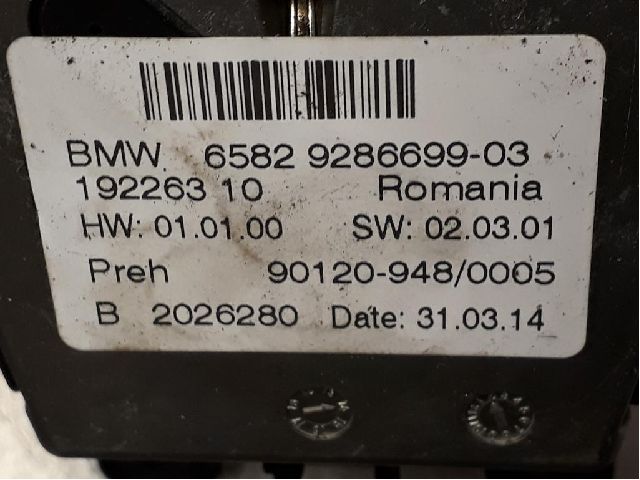 BMW. 6582 9286699-03
192263 10 Romania
HW: 01.01.00 SW: 02.03.01
Preh 90120-948/0005
B 2026280 Date: 31.03.14